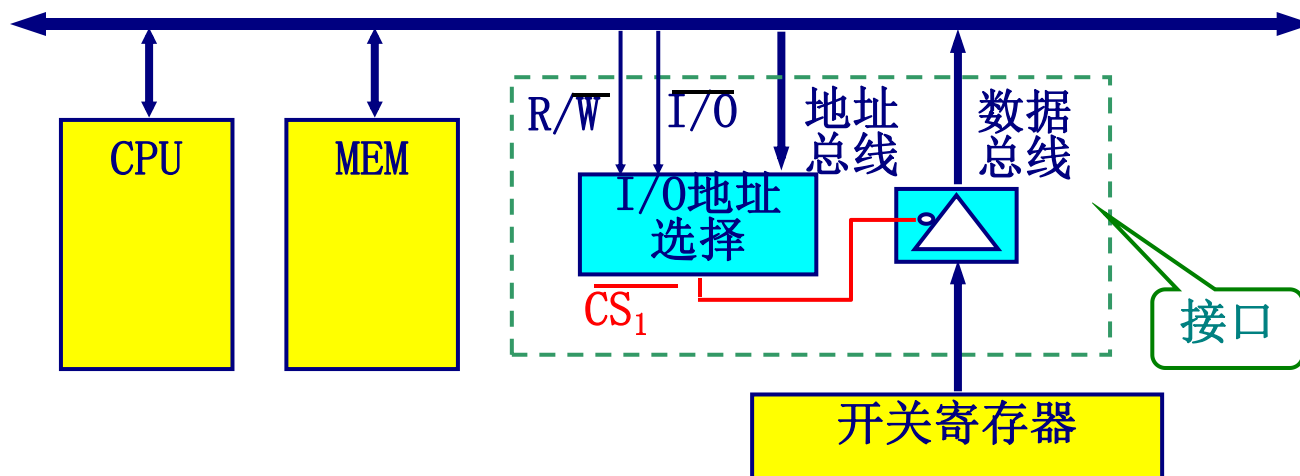 CPU
MEM
R/W̅
I̅/̅O̅
地址
总线
数据
总线
I/O地址
选择
C̅S̅₁
接口
开关寄存器